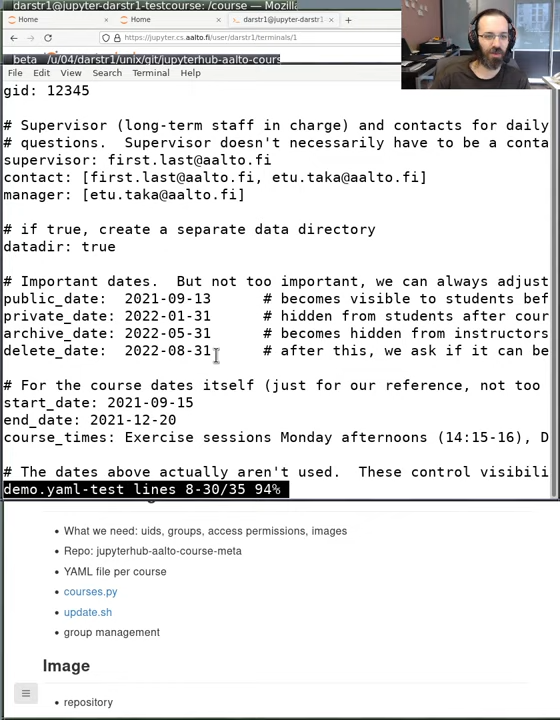 darstr1@jupyter-darstr1-testcourse: /course — Mozilla
Home
Home
darstr1@jupyter-darstr1-test
https://jupyter.cs.aalto.fi/user/darstr1/terminals/1
beta /u/04/darstr1/unix/git/jupyterhub-aalto-cours
File Edit View Search Terminal Help
gid: 12345
# Supervisor (long-term staff in charge) and contacts for daily
# questions.  Supervisor doesn't necessarily have to be a conta
supervisor: first.last@aalto.fi
contact: [first.last@aalto.fi, etu.taka@aalto.fi]
manager: [etu.taka@aalto.fi]
# if true, create a separate data directory
datadir: true
# Important dates.  But not too important, we can always adjust
public_date:  2021-09-13      # becomes visible to students bef
private_date: 2022-01-31      # hidden from students after cour
archive_date: 2022-05-31      # becomes hidden from instructors
delete_date:  2022-08-31      # after this, we ask if it can be
# For the course dates itself (just for our reference, not too
start_date: 2021-09-15
end_date: 2021-12-20
course_times: Exercise sessions Monday afternoons (14:15-16), D
# The dates above actually aren't used.  These control visibili
demo.yaml-test lines 8-30/35 94%
• What we need: uids, groups, access permissions, images
• Repo: jupyterhub-aalto-course-meta
• YAML file per course
• courses.py
• update.sh
• group management
Image
• repository